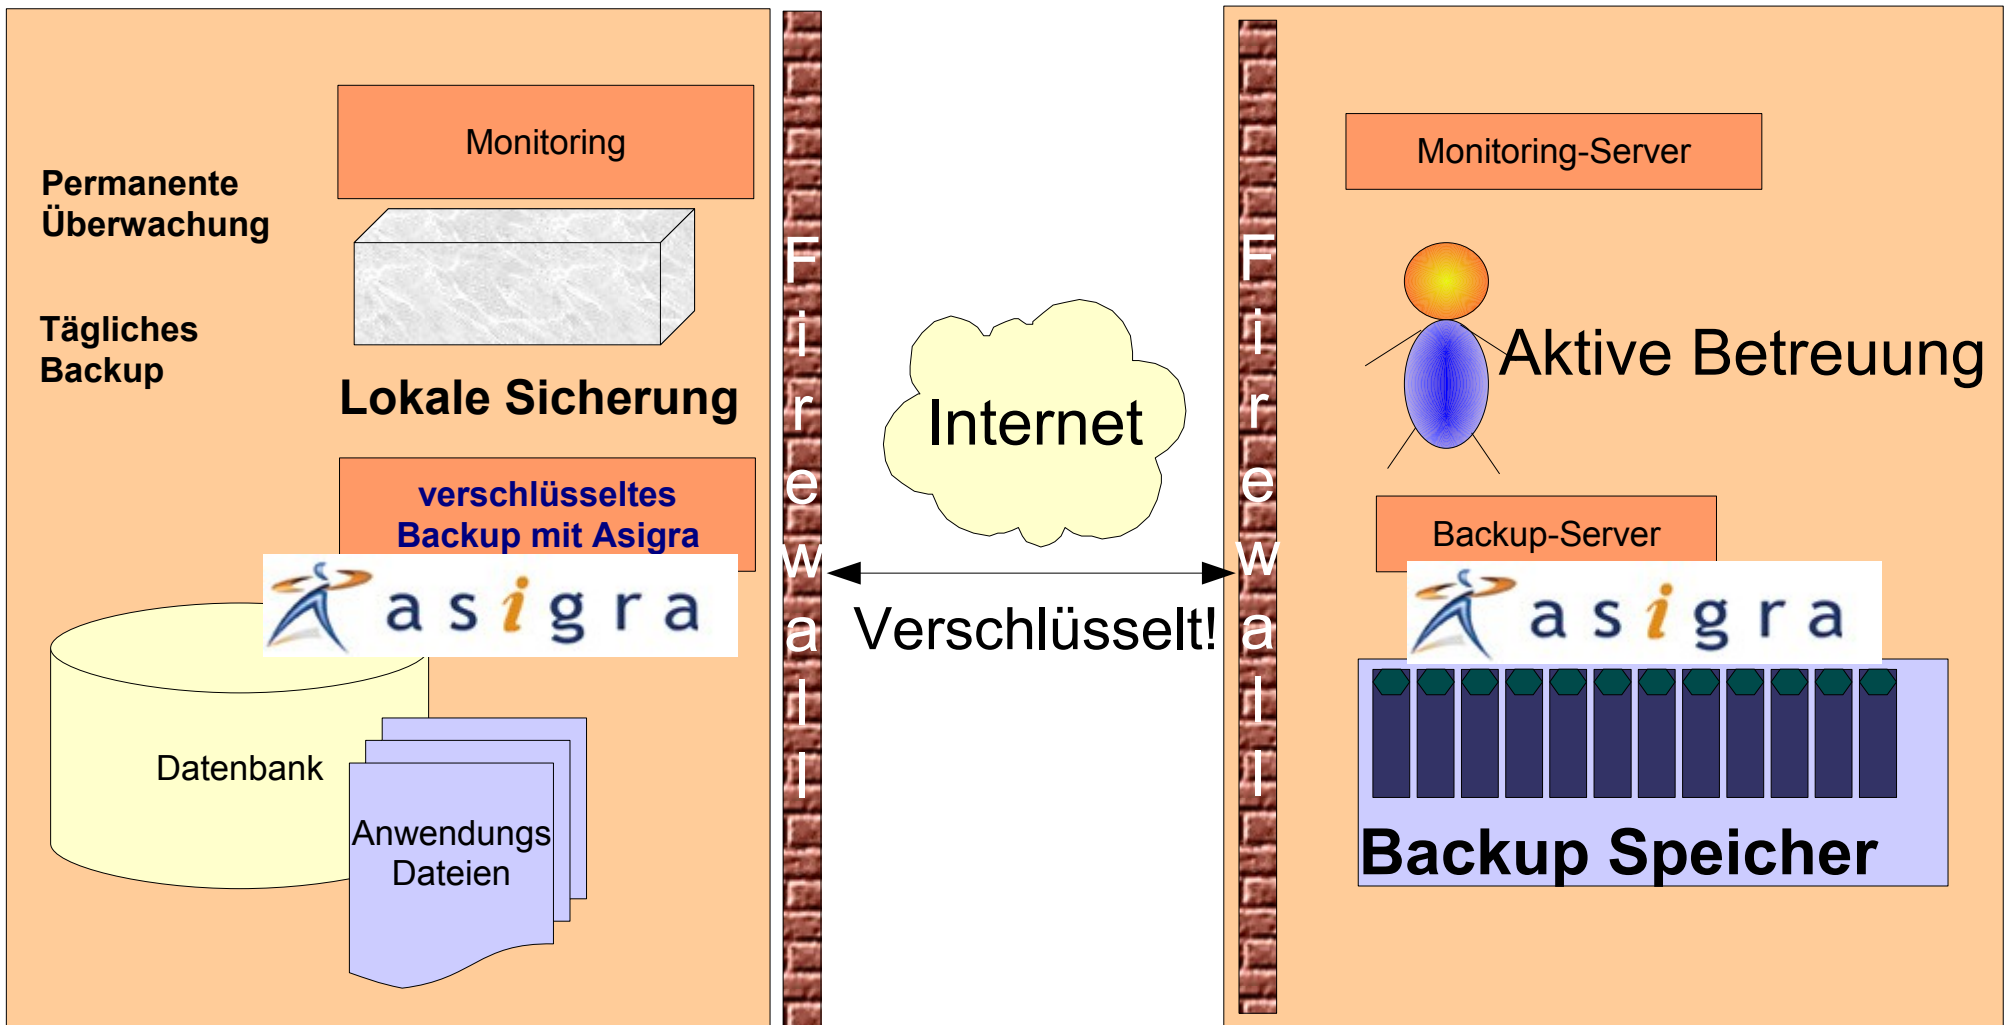 Monitoring
Permanente
Überwachung
Tägliches
Backup
Lokale Sicherung
verschlüsseltes
Backup mit Asigra
asigra
Datenbank
Anwendungs
Dateien
Firewall
Internet
Verschlüsselt!
Firewall
Monitoring-Server
Aktive Betreuung
Backup-Server
asigra
Backup Speicher